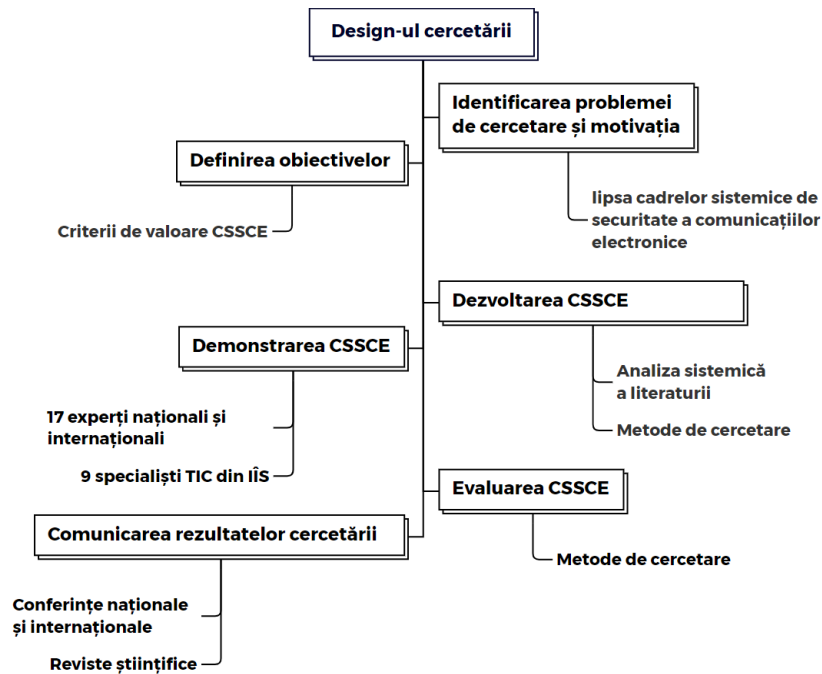 Design-ul cercetării
Identificarea problemei
de cercetare și motivația
lipsa cadrelor sistemice de
securitate a comunicațiilor
electronice
Definirea obiectivelor
Criterii de valoare CSSCE
Dezvoltarea CSSCE
Analiza sistemică
a literaturii
Metode de cercetare
Demonstrarea CSSCE
17 experți naționali și
internaționali
9 specialiști TIC din IÎS
Evaluarea CSSCE
Metode de cercetare
Comunicarea rezultatelor cercetării
Conferințe naționale
și internaționale
Reviste științifice